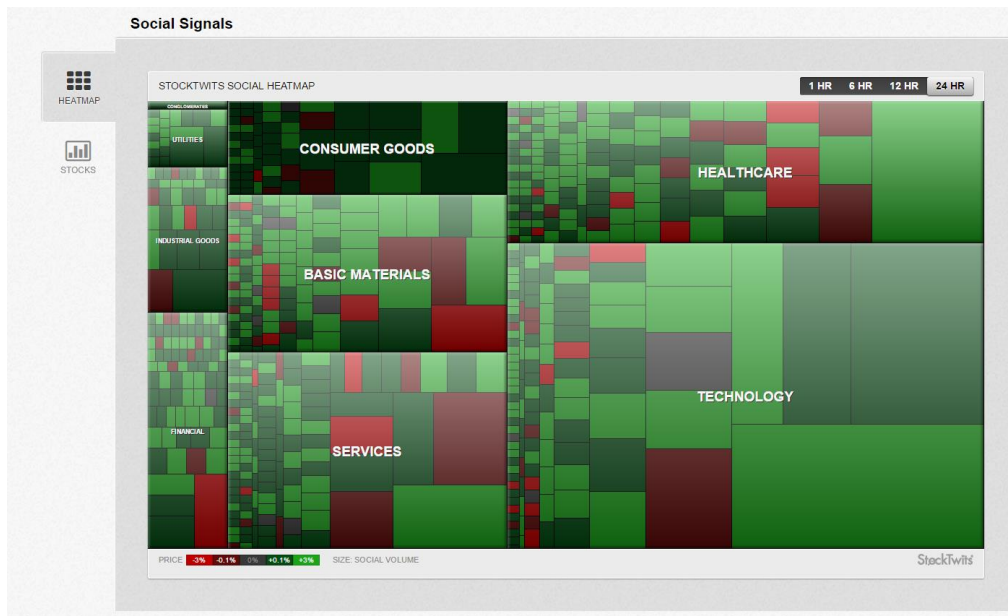 Social Signals
HEATMAP
STOCKS
STOCKTWITS SOCIAL HEATMAP
1 HR 6 HR 12 HR 24 HR
CONGLOMERATES
UTILITIES
CONSUMER GOODS
HEALTHCARE
INDUSTRIAL GOODS
BASIC MATERIALS
TECHNOLOGY
FINANCIAL
SERVICES
PRICE -3% -0.1% 0% +0.1% +3% SIZE: SOCIAL VOLUME
StockTwits